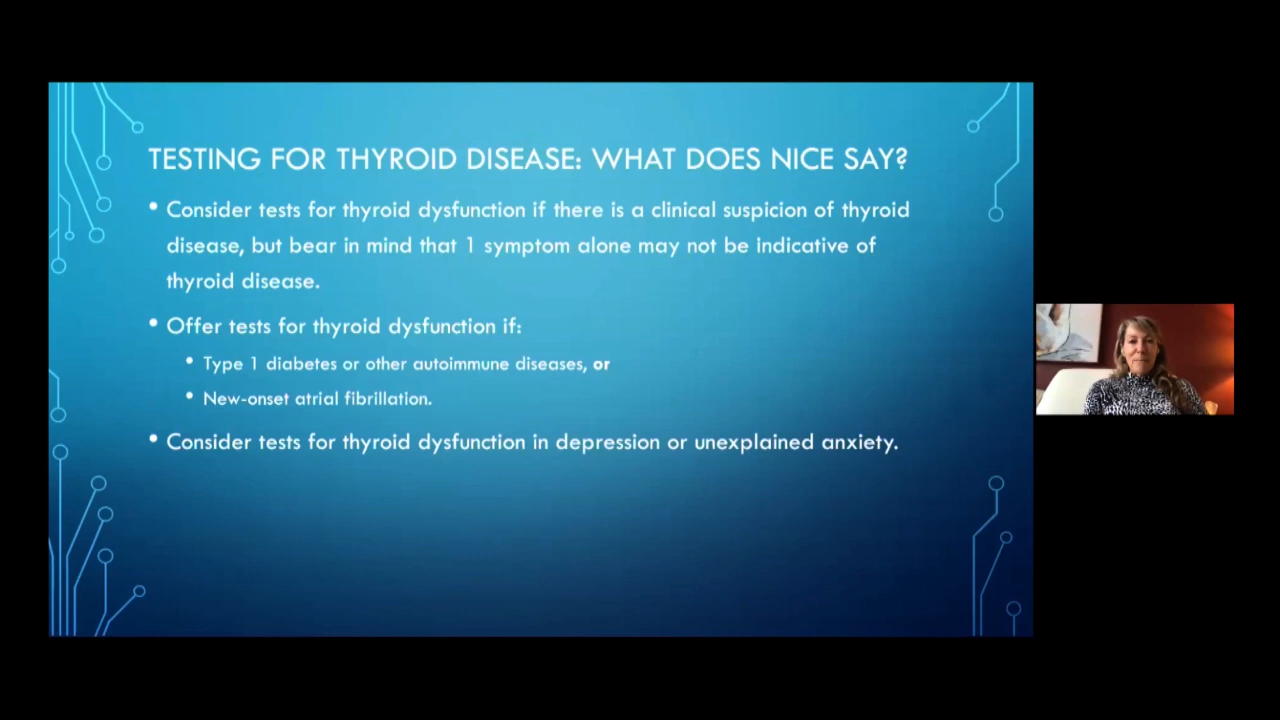 TESTING FOR THYROID DISEASE: WHAT DOES NICE SAY?
• Consider tests for thyroid dysfunction if there is a clinical suspicion of thyroid
disease, but bear in mind that 1 symptom alone may not be indicative of
thyroid disease.
• Offer tests for thyroid dysfunction if:
• Type 1 diabetes or other autoimmune diseases, or
• New-onset atrial fibrillation.
• Consider tests for thyroid dysfunction in depression or unexplained anxiety.